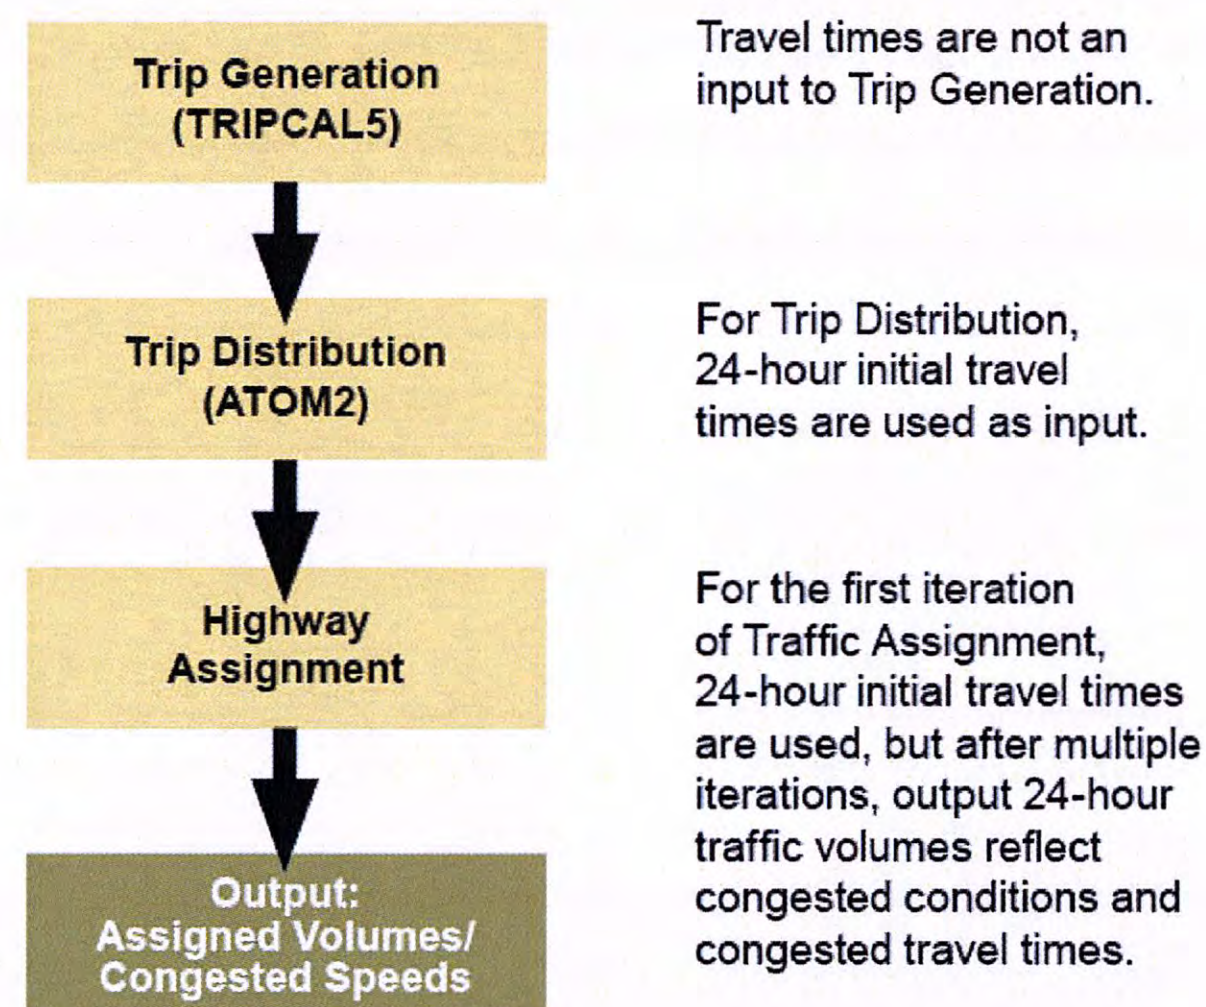 Trip Generation
(TRIPCAL5)
Travel times are not an
input to Trip Generation.
Trip Distribution
(ATOM2)
For Trip Distribution,
24-hour initial travel
times are used as input.
Highway
Assignment
For the first iteration
of Traffic Assignment,
24-hour initial travel times
are used, but after multiple
iterations, output 24-hour
traffic volumes reflect
congested conditions and
congested travel times.
Output:
Assigned Volumes/
Congested Speeds